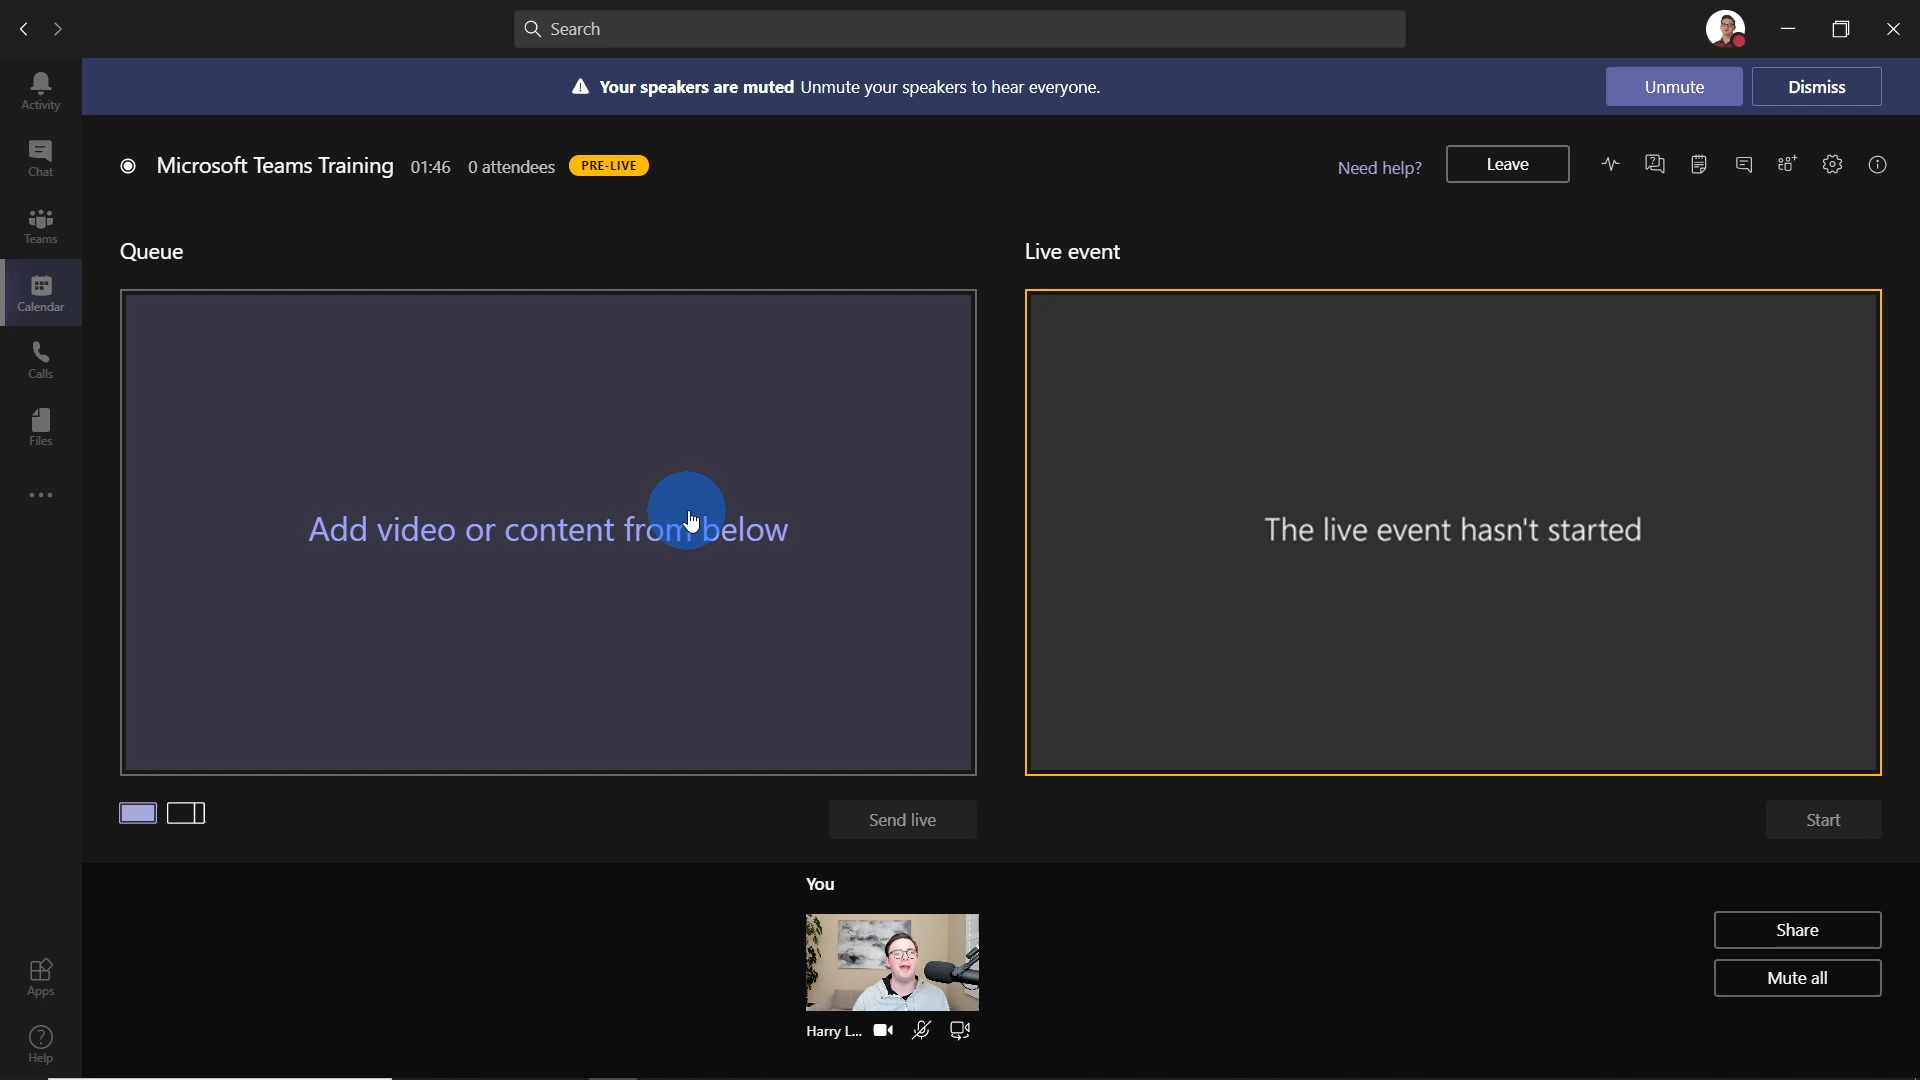 Search
Activity
Your speakers are muted Unmute your speakers to hear everyone.
Unmute
Dismiss
Chat
Microsoft Teams Training 01:46 0 attendees PRE-LIVE
Need help?
Leave
Teams
Queue
Live event
Calendar
Calls
Files
Add video or content from below
The live event hasn't started
Send live
Start
You
Share
Apps
Mute all
Harry L...
Help